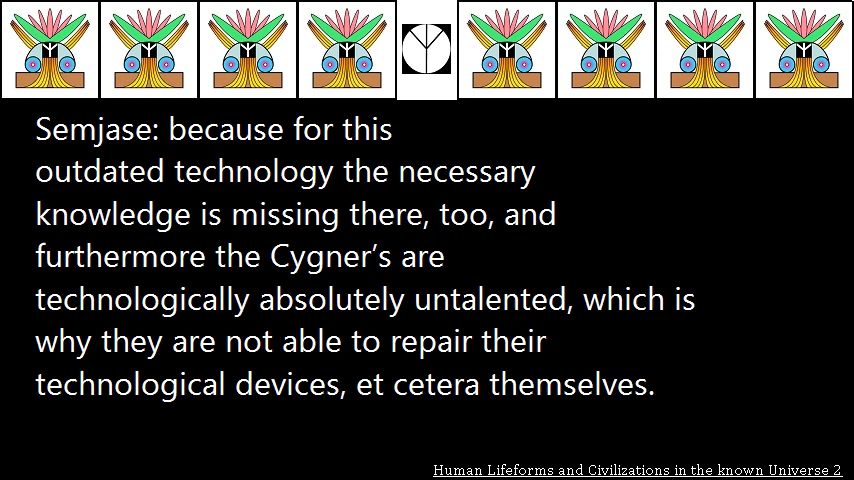 Semjase: because for this
outdated technology the necessary
knowledge is missing there, too, and
furthermore the Cygner’s are
technologically absolutely untalented, which is
why they are not able to repair their
technological devices, et cetera themselves.
Human Lifeforms and Civilizations in the known Universe 2